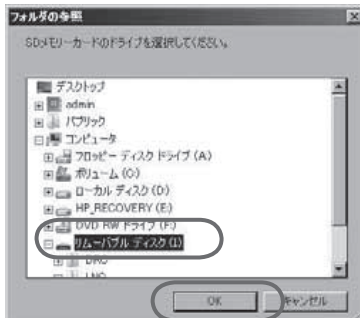 フォルダの参照
SDメモリーカードのドライブを選択してください。
デスクトップ
admin
パブリック
コンピュータ
フロッピー ディスク ドライブ (A)
ボリューム (C:)
ローカル ディスク (D:)
HP_RECOVERY (E:)
DVD RW ドライブ (F:)
リムーバブル ディスク (I:)
OK
キャンセル